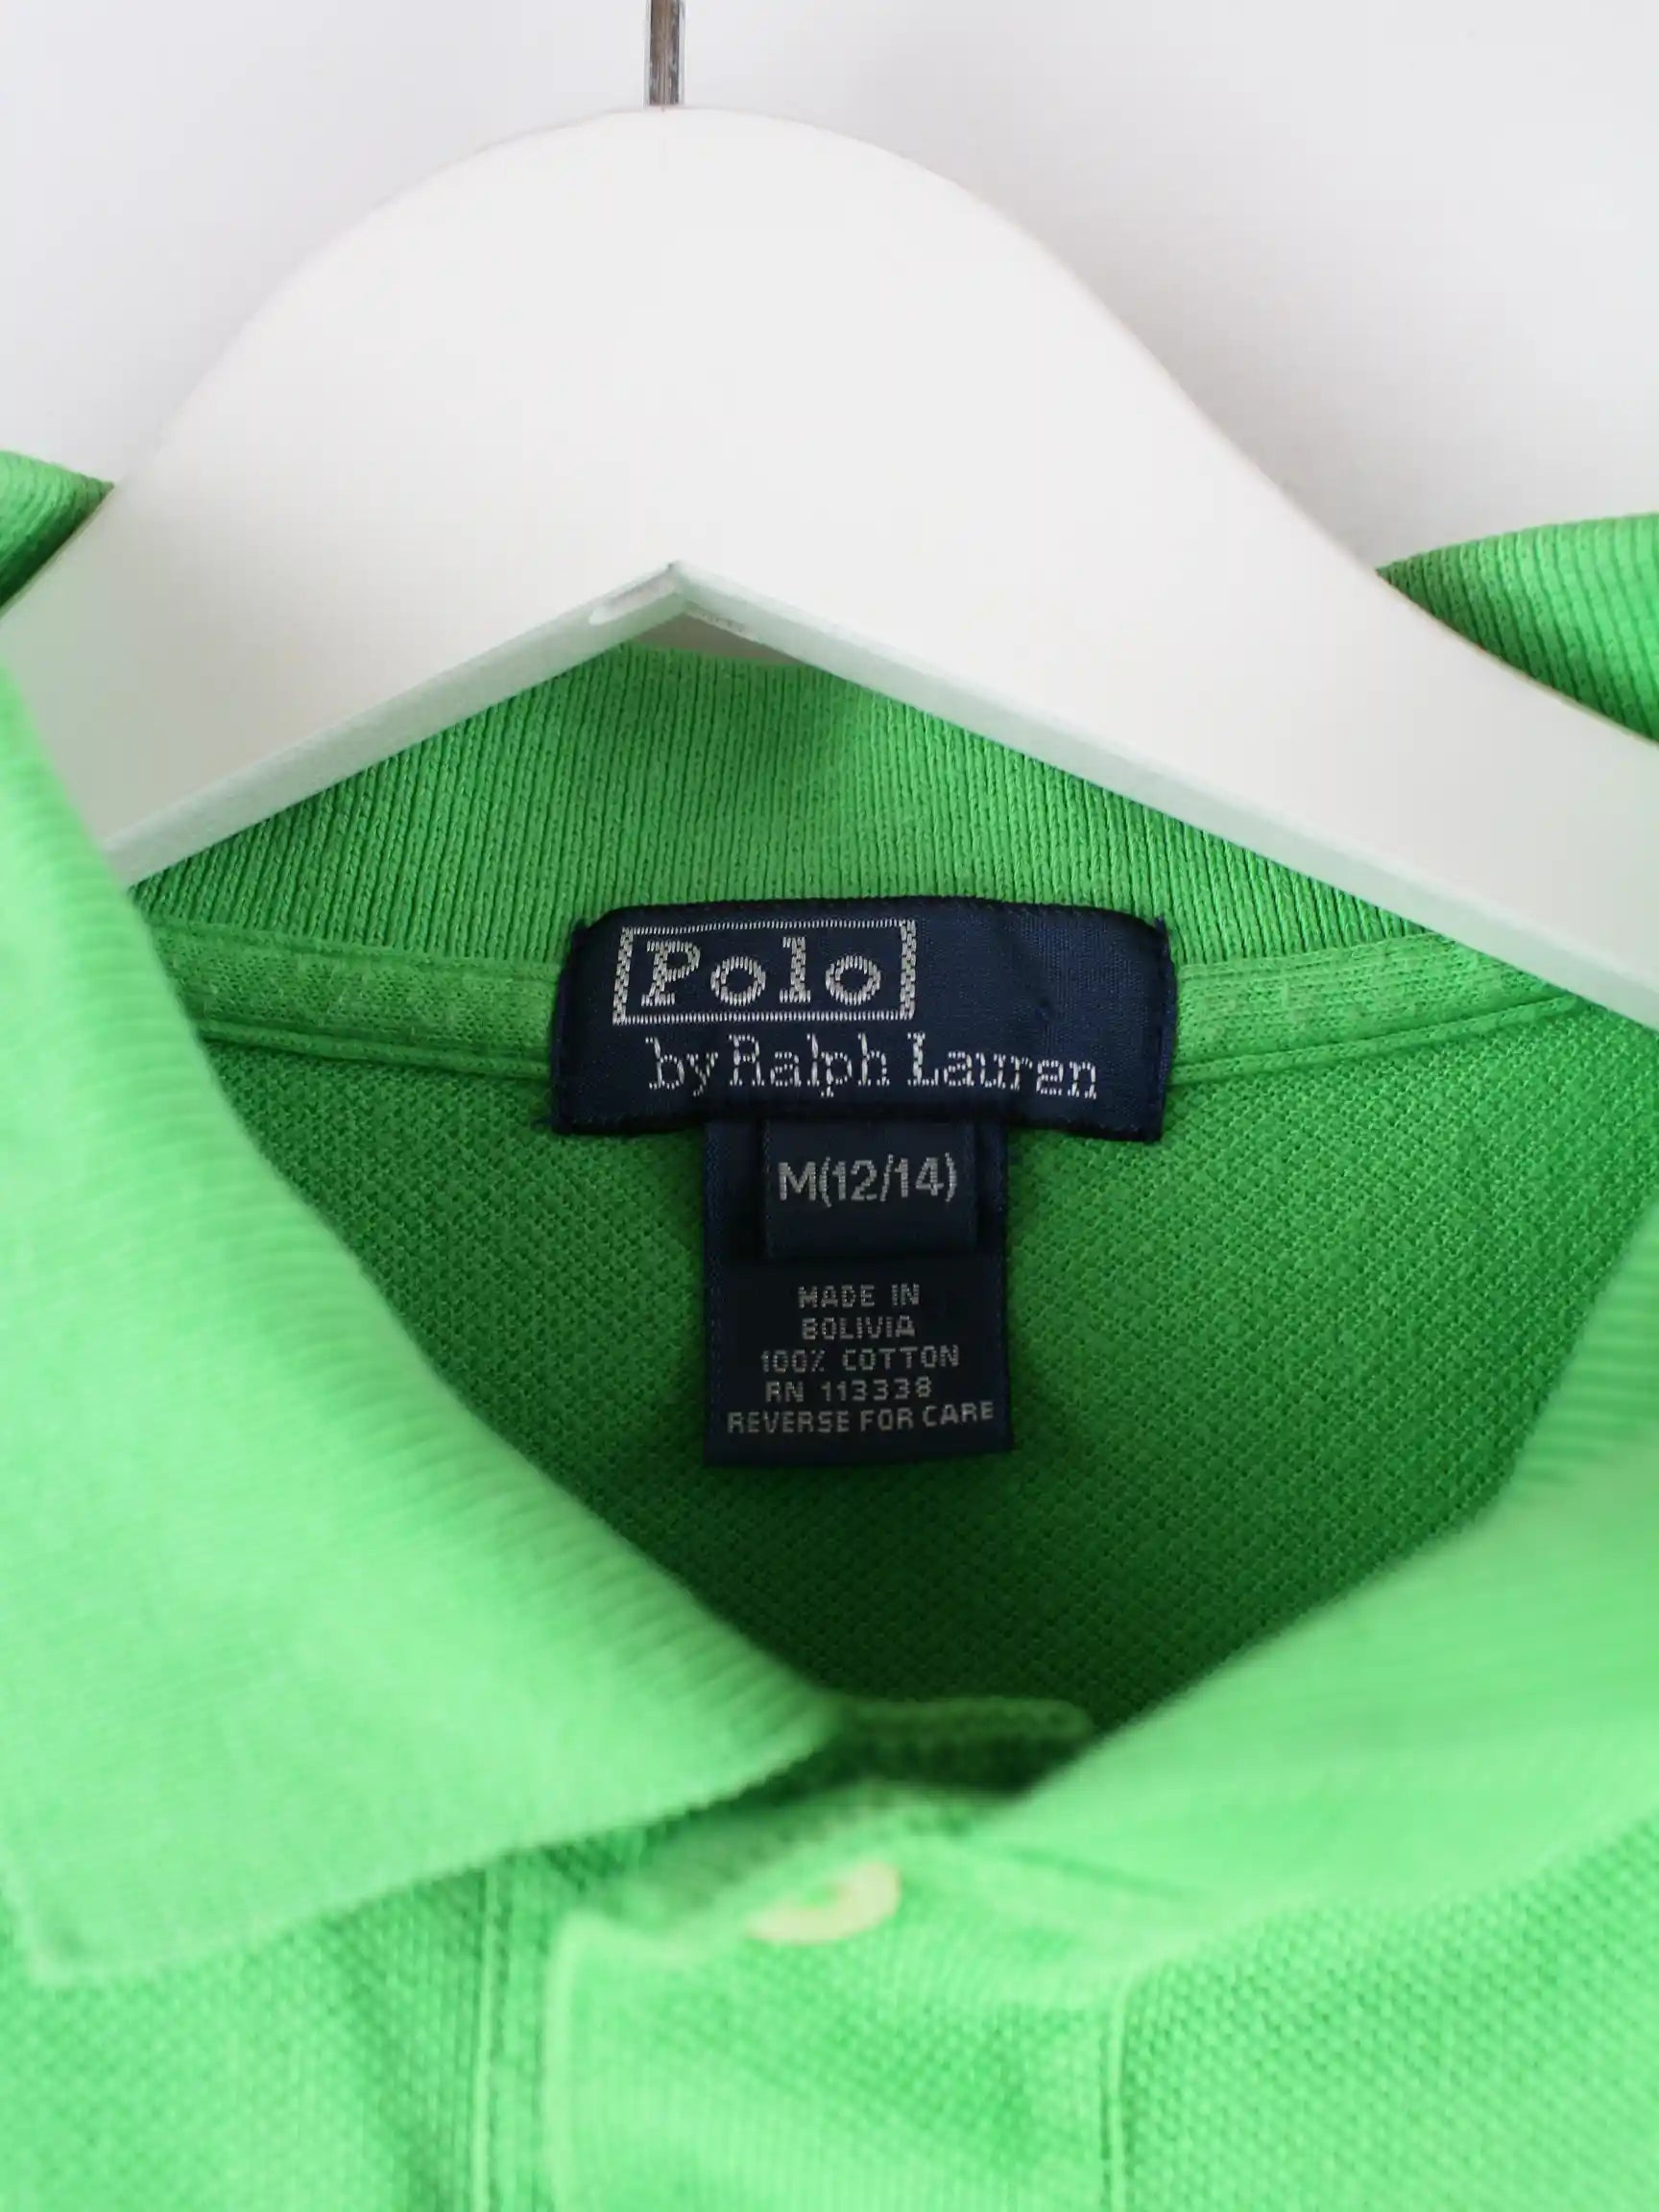 Polo
by Ralph Lauren
M(12/14)
MADE IN
BOLIVIA
100% COTTON
RN 113338
REVERSE FOR CARE